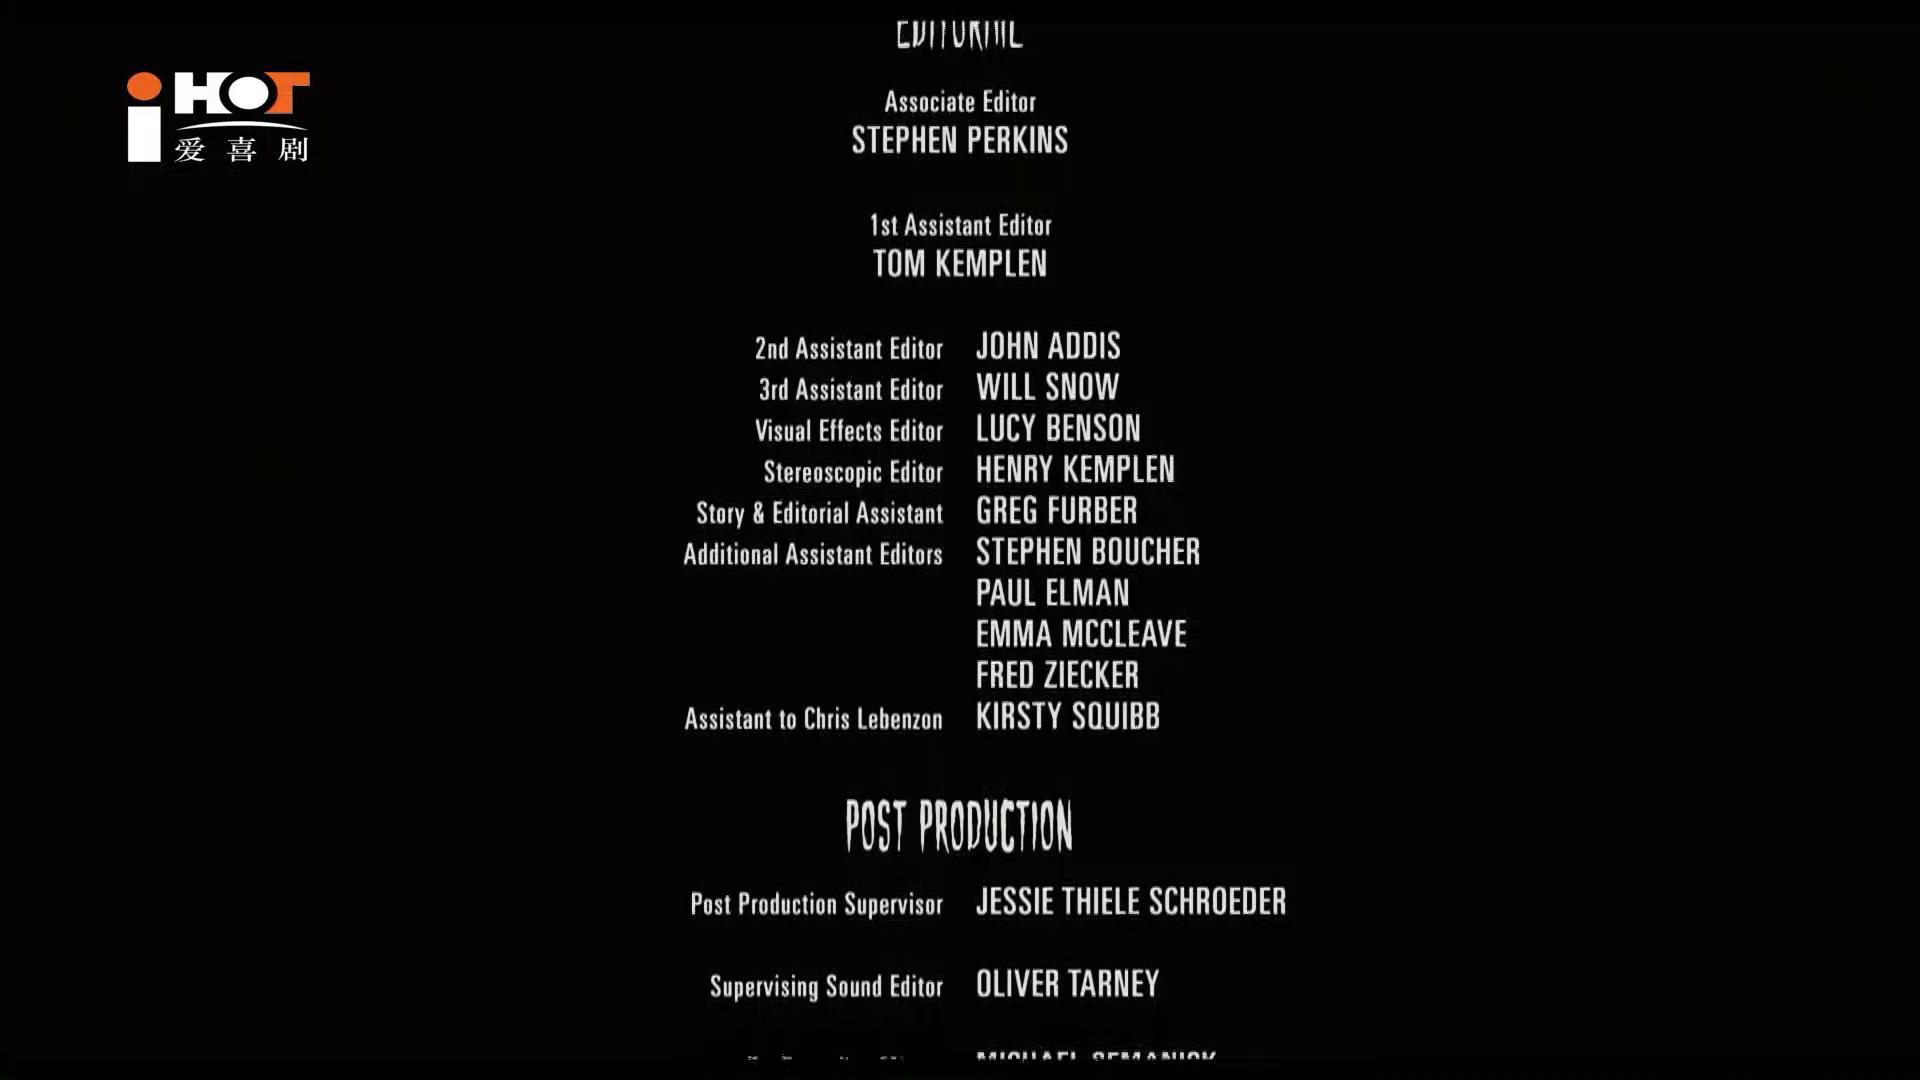 EDITORIAL
iHOT
爱喜剧
Associate Editor
STEPHEN PERKINS
1st Assistant Editor
TOM KEMPLEN
2nd Assistant Editor JOHN ADDIS
3rd Assistant Editor WILL SNOW
Visual Effects Editor LUCY BENSON
Stereoscopic Editor HENRY KEMPLEN
Story & Editorial Assistant GREG FURBER
Additional Assistant Editors STEPHEN BOUCHER
PAUL ELMAN
EMMA MCCLEAVE
FRED ZIECKER
Assistant to Chris Lebenzon KIRSTY SQUIBB
POST PRODUCTION
Post Production Supervisor JESSIE THIELE SCHROEDER
Supervising Sound Editor OLIVER TARNEY
MICHAEL SEMANICK